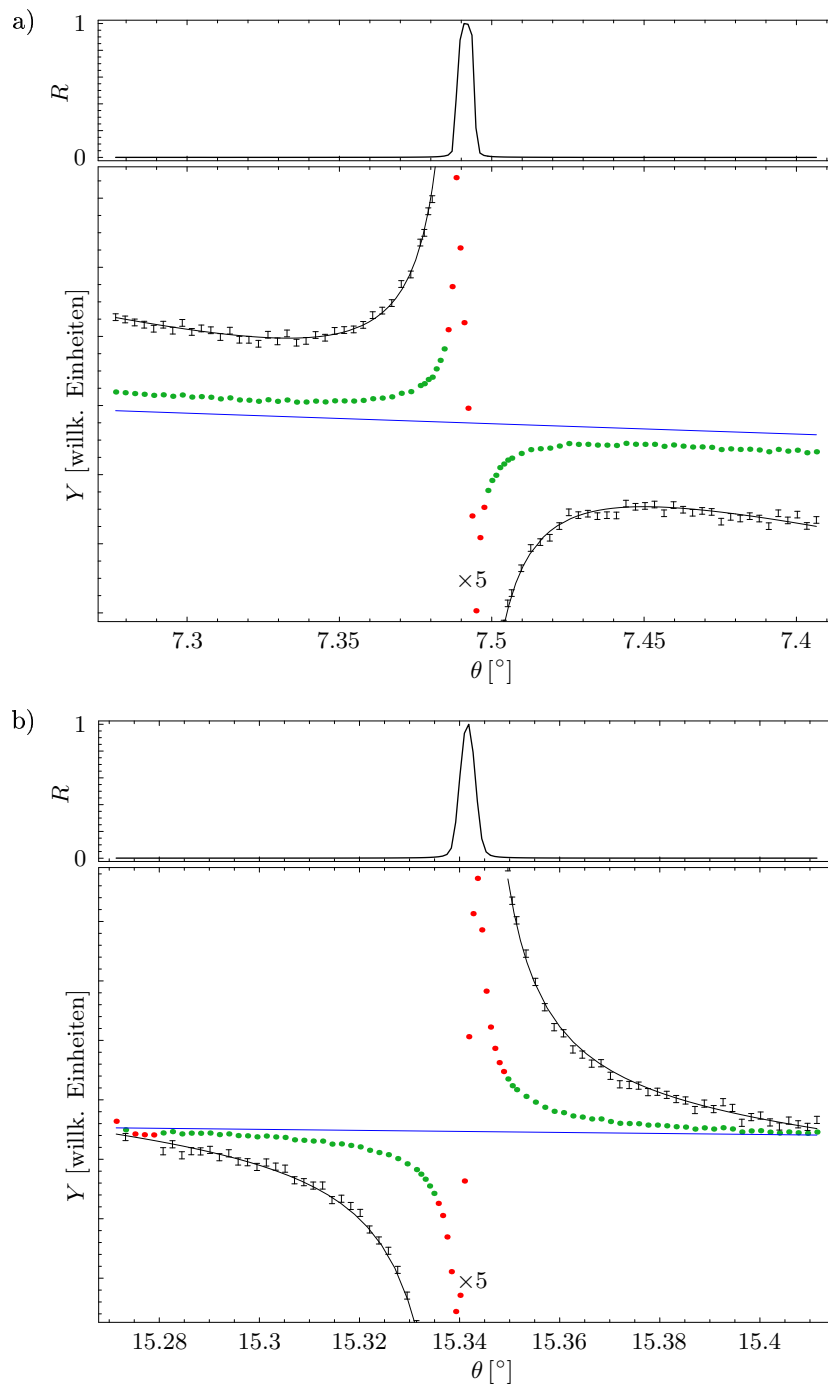 a)
1
R
0
Y [willk. Einheiten]
×5
7.3
7.35
7.5
7.45
7.4
θ [°]
b)
1
R
0
Y [willk. Einheiten]
×5
15.28
15.3
15.32
15.34
15.36
15.38
15.4
θ [°]